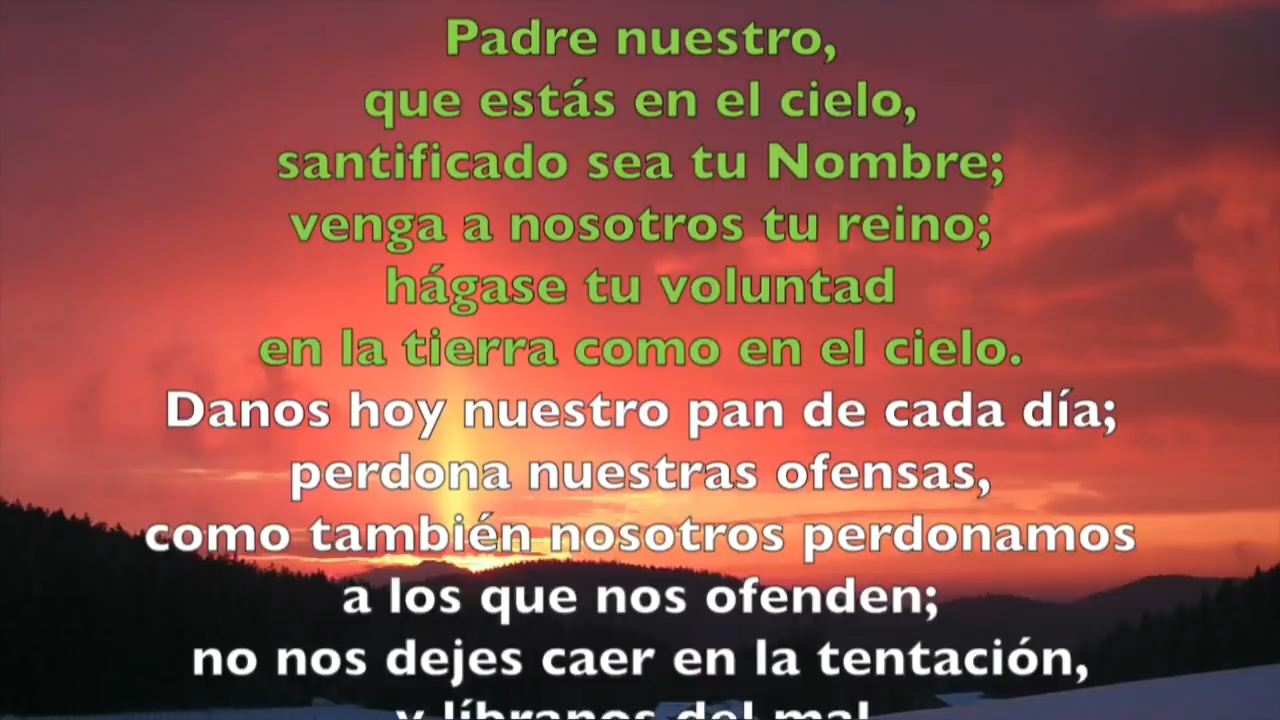 Padre nuestro,
que estás en el cielo,
santificado sea tu Nombre;
venga a nosotros tu reino;
hágase tu voluntad
en la tierra como en el cielo.
Danos hoy nuestro pan de cada día;
perdona nuestras ofensas,
como también nosotros perdonamos
a los que nos ofenden;
no nos dejes caer en la tentación,
y líbranos del mal